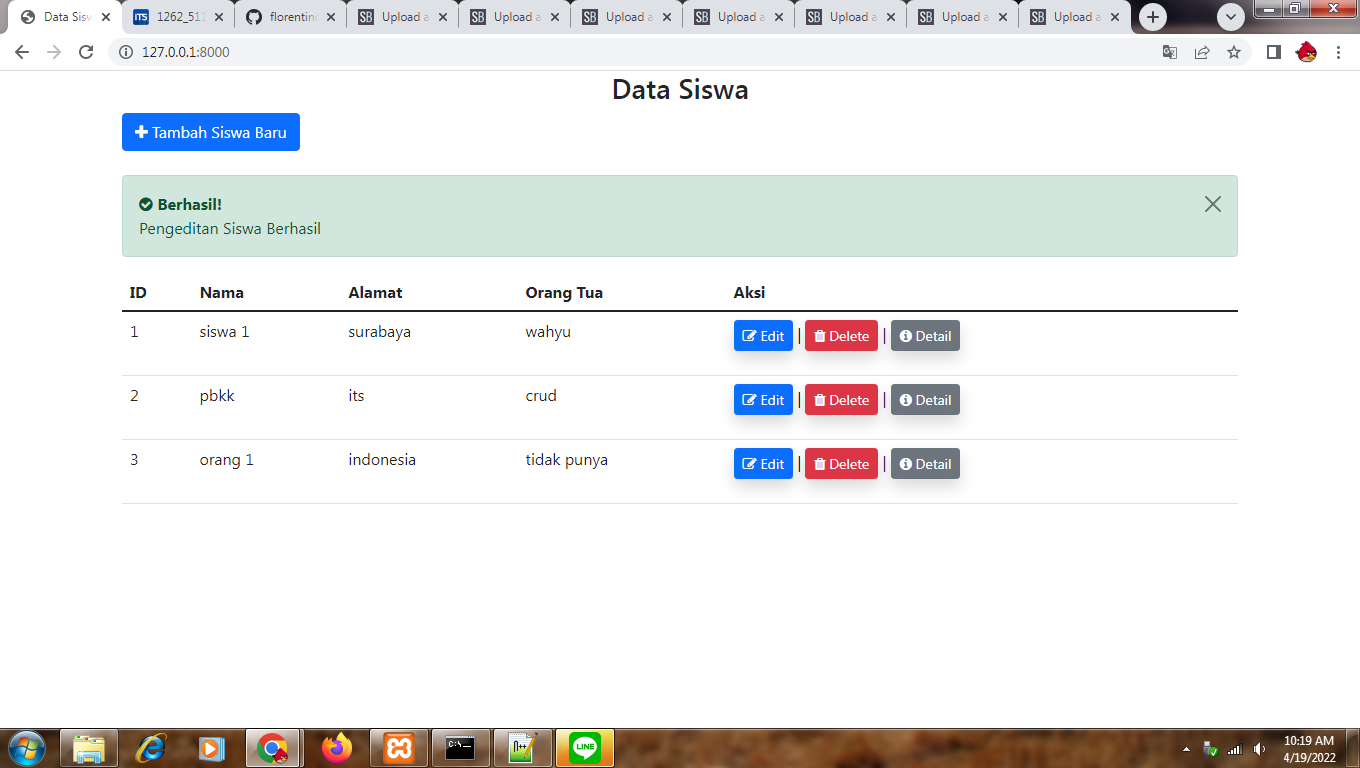 Data Sisw
ITS 1262_511
florentino
SB Upload a
SB Upload a
SB Upload a
SB Upload a
SB Upload a
SB Upload a
SB Upload a
127.0.0.1:8000
Data Siswa
Tambah Siswa Baru
Berhasil!
Pengeditan Siswa Berhasil
ID Nama Alamat Orang Tua Aksi
1 siswa 1 surabaya wahyu Edit | Delete | Detail
2 pbkk its crud Edit | Delete | Detail
3 orang 1 indonesia tidak punya Edit | Delete | Detail
LINE
10:19 AM
4/19/2022